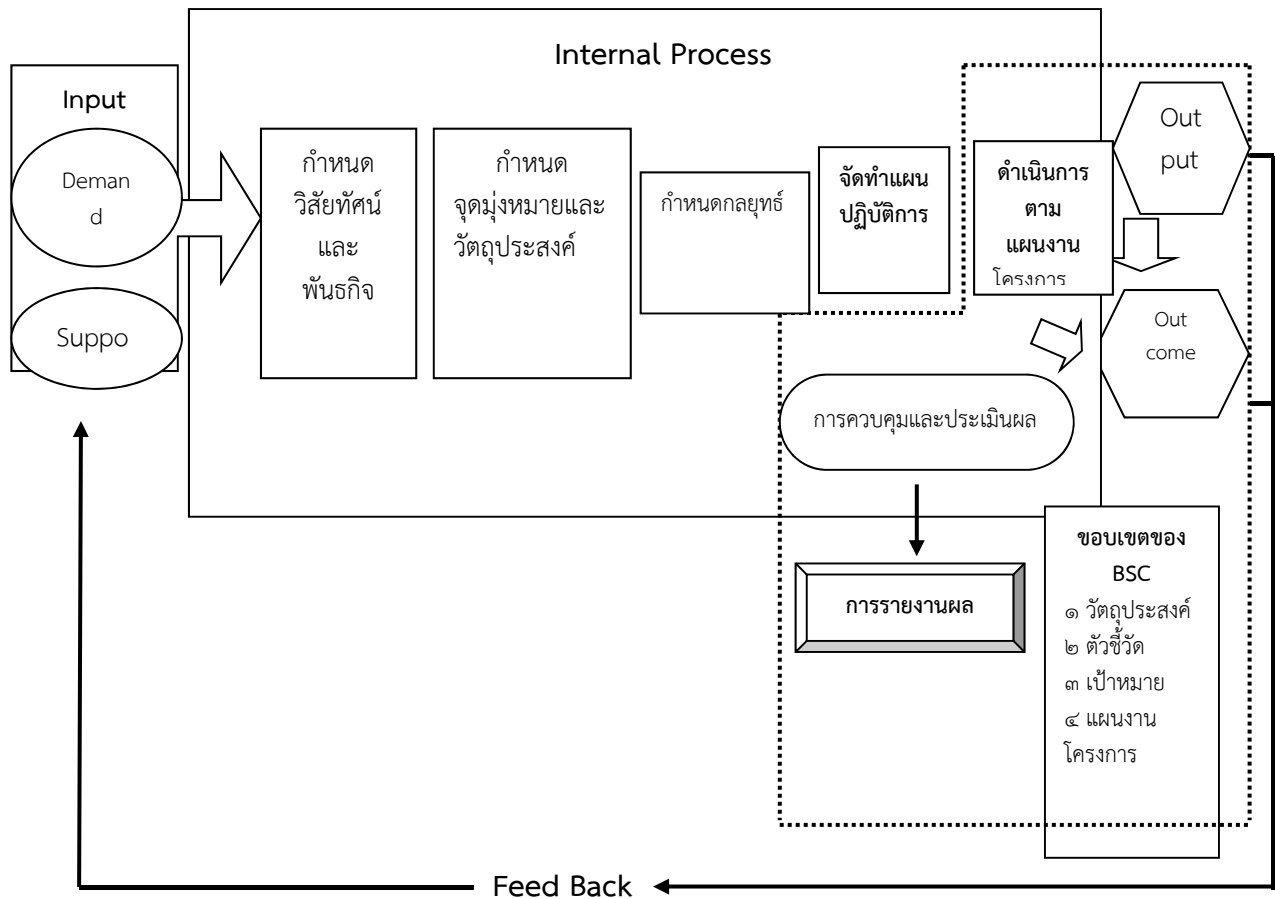 Internal Process
Input
Deman
d
Suppo
กำหนด
วิสัยทัศน์
และ
พันธกิจ
กำหนด
จุดมุ่งหมายและ
วัตถุประสงค์
กำหนดกลยุทธ์
จัดทำแผน
ปฏิบัติการ
ดำเนินการ
ตาม
แผนงาน
โครงการ
Out
put
Out
come
การควบคุมและประเมินผล
การรายงานผล
ขอบเขตของ
BSC
๑ วัตถุประสงค์
๒ ตัวชี้วัด
๓ เป้าหมาย
๔ แผนงาน
โครงการ
Feed Back